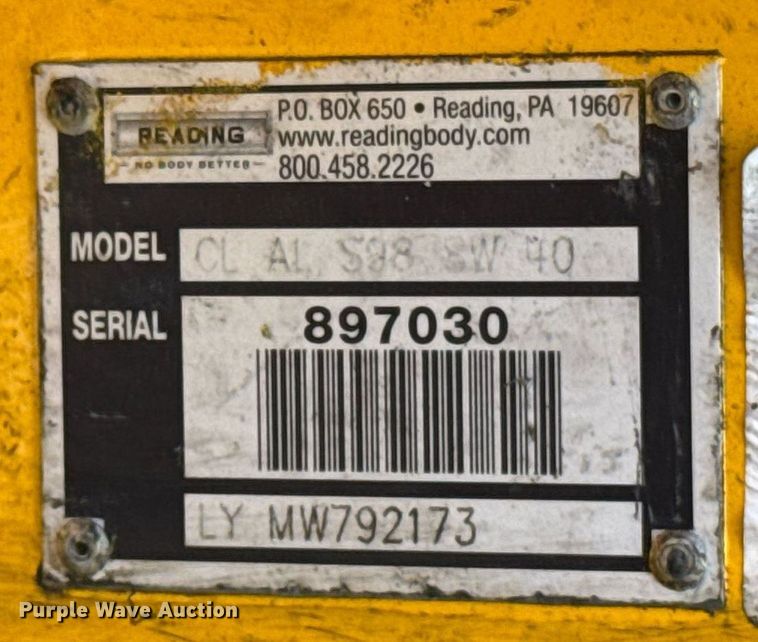 READING
NO BODY BETTER
P.O. BOX 650 • Reading, PA 19607
www.readingbody.com
800.458.2226
MODEL CL AL S98 SW 40
SERIAL 897030
LY MW792173
Purple Wave Auction